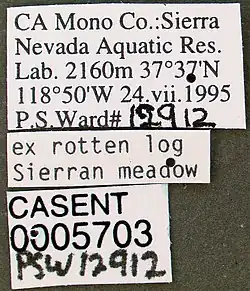 CA Mono Co.:Sierra
Nevada Aquatic Res.
Lab. 2160m 37°37'N
118°50'W 24.vii.1995
P.S.Ward# 12912
ex rotten log
Sierran meadow
CASENT
0005703
PSW12912